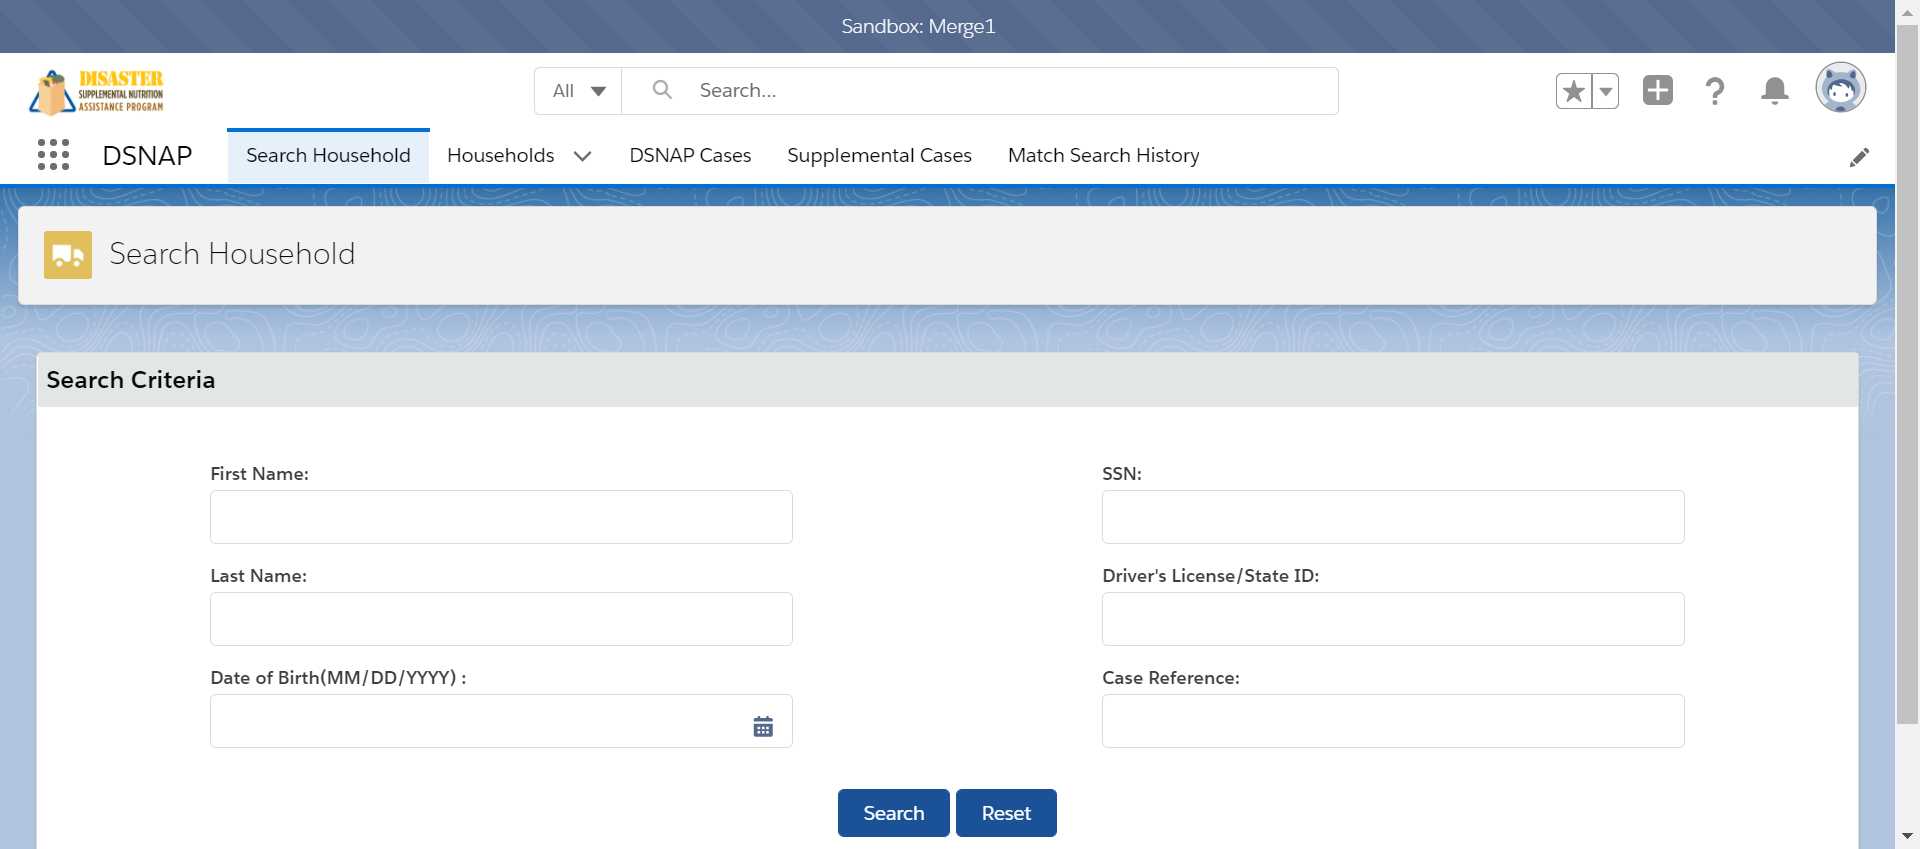 Sandbox: Merge1
DISASTER
SUPPLEMENTAL NUTRITION
ASSISTANCE PROGRAM
All
Search...
DSNAP
Search Household
Households
DSNAP Cases
Supplemental Cases
Match Search History
Search Household
Search Criteria
First Name:
SSN:
Last Name:
Driver's License/State ID:
Date of Birth(MM/DD/YYYY) :
Case Reference:
Search
Reset